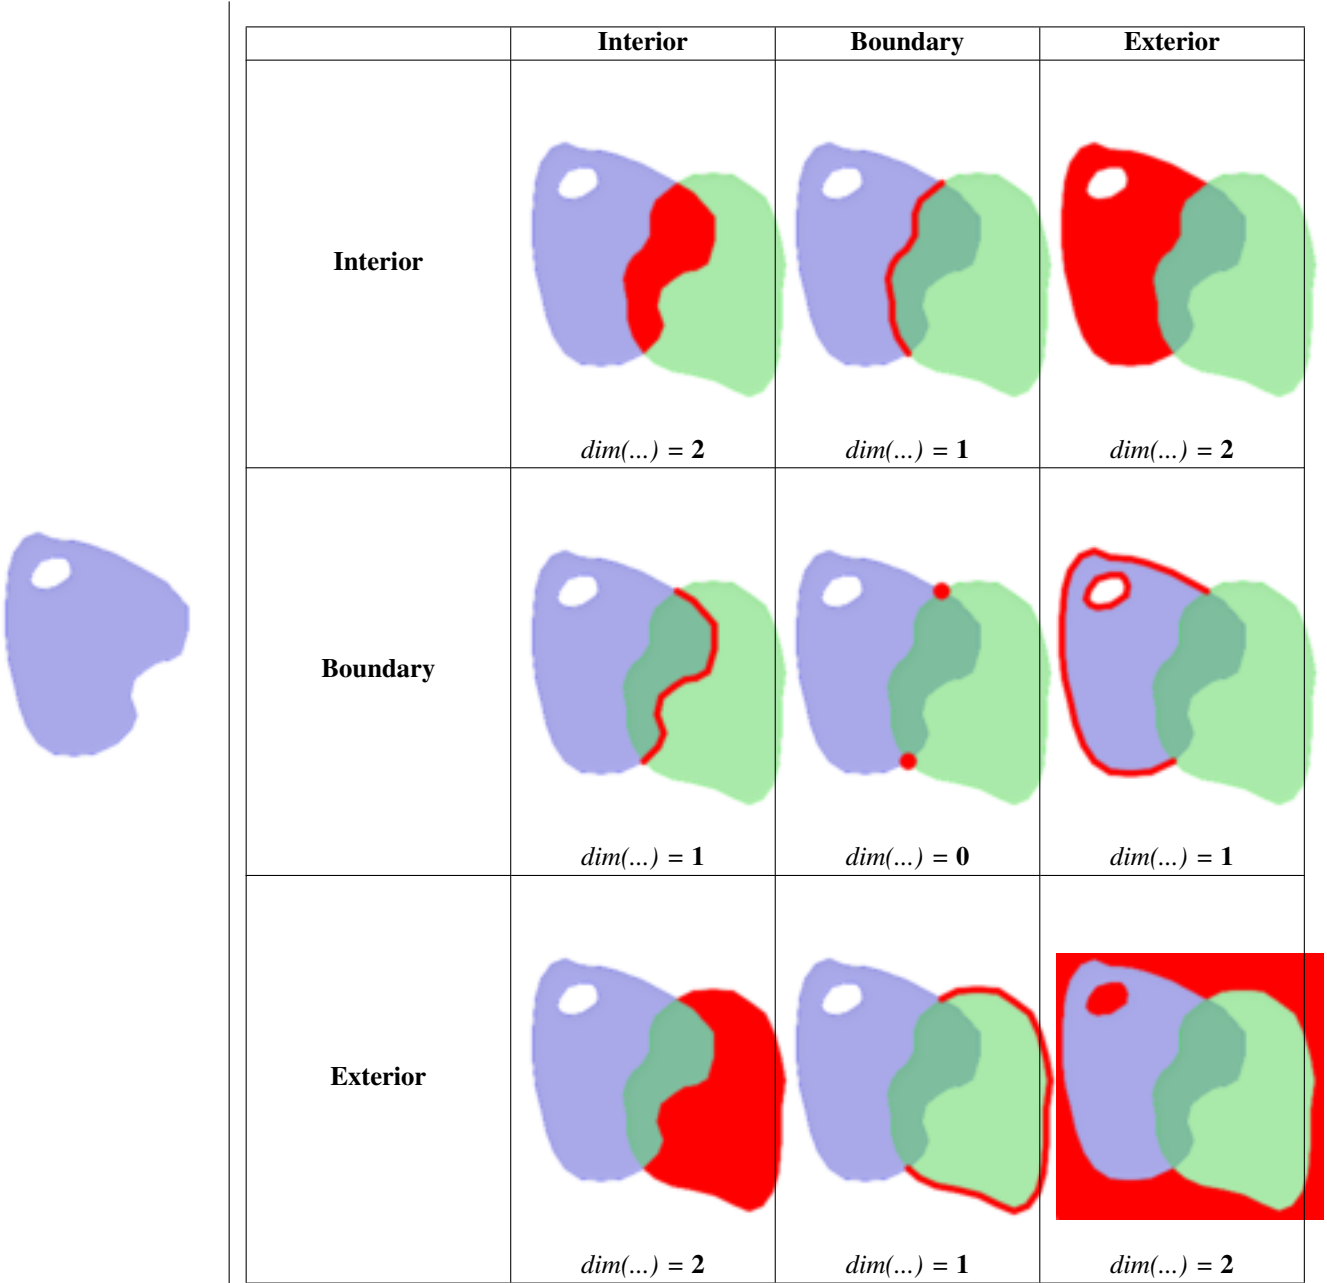 Interior Boundary Exterior
Interior
dim(...) = 2 dim(...) = 1 dim(...) = 2
Boundary
dim(...) = 1 dim(...) = 0 dim(...) = 1
Exterior
dim(...) = 2 dim(...) = 1 dim(...) = 2